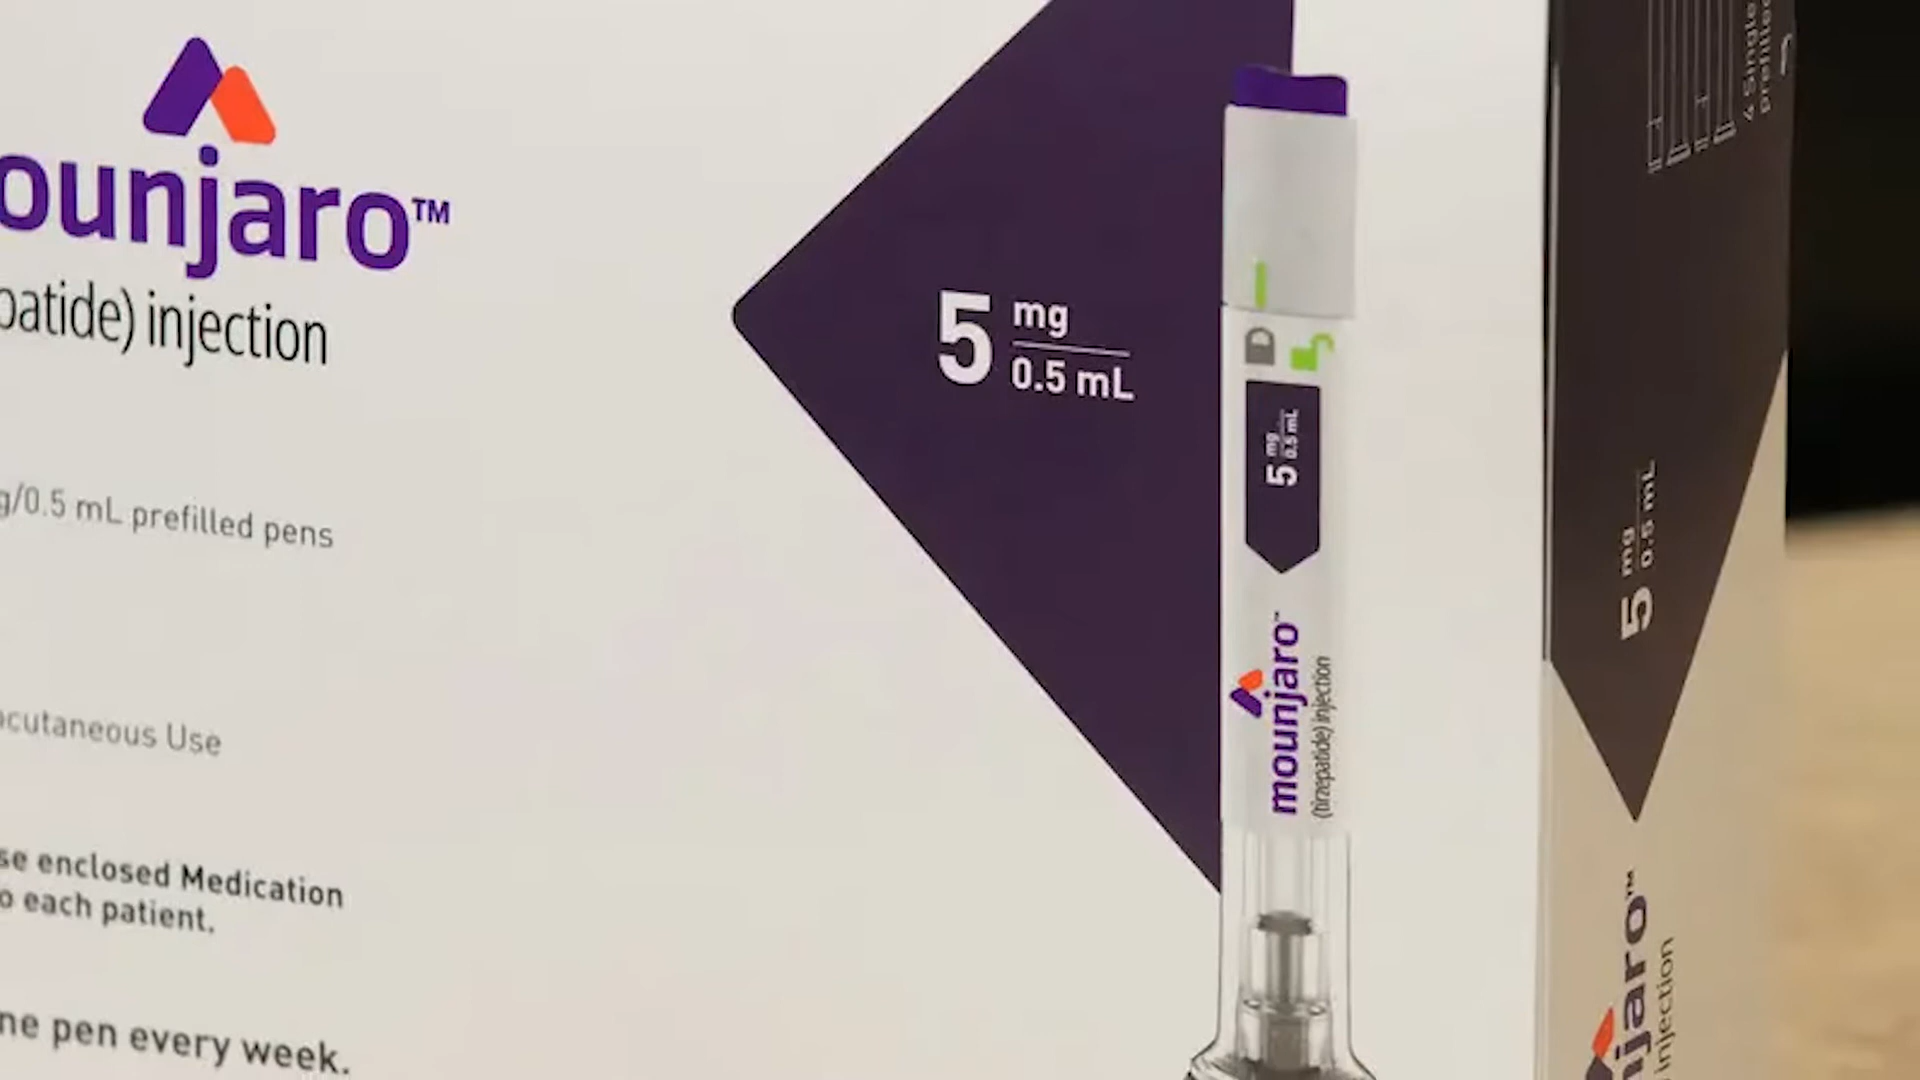 ounjaro™
patide) injection
g/0.5 mL prefilled pens
cutaneous Use
se enclosed Medication
o each patient.
ne pen every week.
5 mg
0.5 mL
5 mg
0.5 mL
mounjaro™
(tirzepatide) injection
Single
prefilled
5 mg
0.5 mL
njaro™
injection